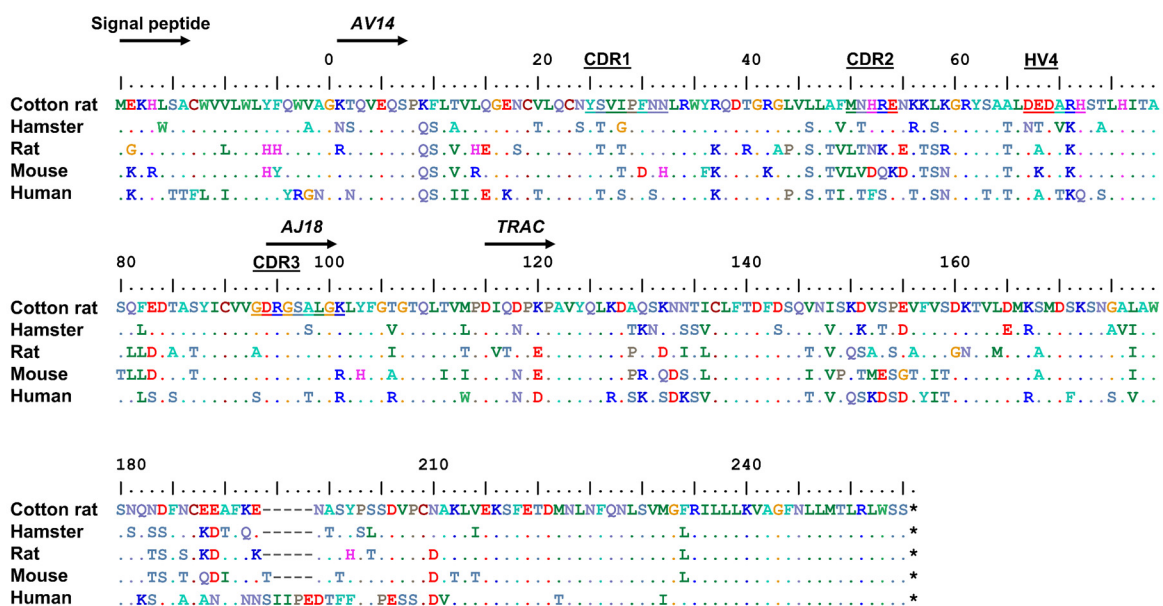 Signal peptide AV14
0 20 CDR1 40 CDR2 60 HV4
Cotton rat MEKHLSACWVVLWLYFQWVAGKTQVEQSPKFLTVLQGENCVLQCNYSVIPFNNLRWYRQDTGRGLVLLAFMNHRENKKLKGRYSAALDEDARHSTLHITA
Hamster ....W.............A..NS......QS.A.......T.....S.T.G.................S..V.T....R.S.......T.NT.VK..A.....
Rat .G........L...HH.....R.......QS.V.HE...S.......T.T........K..R..AP.S.TVLTNK.E.TSN.......T..A..K........
Mouse .K.R..........HY.............QS.V.R............T.D.H...FK....K...S.TVLVDQKD.TSN.......T..K..K........
Human .K...TTFL.I.....YRGN..N......QS.II.E.K..T.....T.S..S.....K......P.S.TI.TFS.T..SN...T.T..A.TKQ.S......
AJ18 TRAC
80 CDR3 100 120 140 160
Cotton rat SQFEDTASYICVVGDRGSALGKLYFGTGTQLTVMPDIQDPKPAVYQLKDAQSKNNTICLFTDFDSQVNISKDVSPEVFVSDKTVLDMKSMDSKSNGALAW
Hamster ..L...............S.......V......L....N..........TKN..SSV.........S.V..K.T.D.........E.R.......AVI.
Rat .LLD.A.T.....A............I......T..VT..E........P..D.I.L.........T.V.QSA.S.A...GN..M...A........I.
Mouse TLLD...T.............R.H..A....I.I....N.E.........PR.QDS.L.........I.VP.TMESGT.IT.......A........I.
Human ..LS.S.......S....T..R....R......W....N.D......R.SK.SDKSV.........T.V.QSKDSD.YIT.......R...F...S.V.
180 210 240
Cotton rat SNQNDFNCEEAFKE-----NASYPSSDVPCNAKLVEKSFETDMNLNFQNLSVMGFRILLLKVAGFNLLMTLRLWSS*
Hamster .S.SS...KDT.Q.-----.T...SL.........I...................L.....................*
Rat ...TS.S.KD...K-----...H.T.....D.......................L.....................*
Mouse ...TS.T.QDI...T-----..T........D.T.T...................L.....................*
Human ..KS..A.AN..NNSIIPEDTFF..PESS.DV..........T.........I.......................*